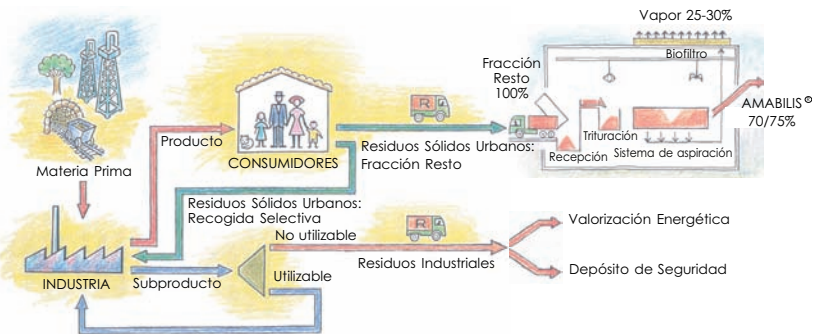 Vapor 25-30%
Biofiltro
Fracción
Resto
100%
R
AMABILIS®
70/75%
Trituración
Recepción
Sistema de aspiración
Producto
CONSUMIDORES
Residuos Sólidos Urbanos:
Fracción Resto
Materia Prima
Residuos Sólidos Urbanos:
Recogida Selectiva
No utilizable
R
Valorización Energética
INDUSTRIA
Subproducto
Utilizable
Residuos Industriales
Depósito de Seguridad